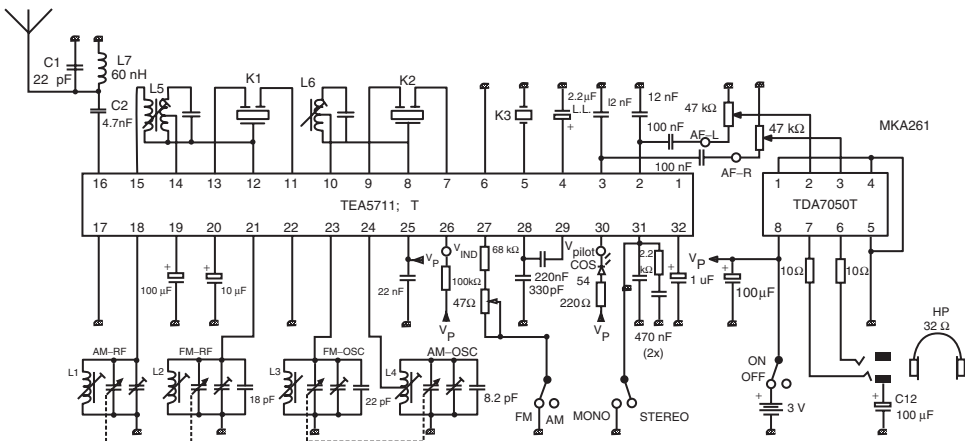 C1
22 pF
L7
60 nH
C2
4.7nF
L5
K1
L6
K2
K3
2.2µF
L.L.
+
I2 nF
12 nF
100 nF
AF–L
47 kΩ
47 kΩ
100 nF
AF–R
MKA261
16 15 14 13 12 11 10 9 8 7 6 5 4 3 2 1
TEA5711; T
17 18 19 20 21 22 23 24 25 26 27 28 29 30 31 32
1 2 3 4
TDA7050T
8 7 6 5
+
100 µF
+
10 µF
VP
22 nF
VIND
100kΩ
VP
68 kΩ
47Ω
220nF
330pF
Vpilot
COS
54
220Ω
VP
2.2
kΩ
470 nF
(2x)
+
1 uF
VP
+
100µF
10Ω
10Ω
HP
32 Ω
AM–RF
L1
FM–RF
L2
18 pF
FM–OSC
L3
22 pF
AM–OSC
L4
8.2 pF
FM AM
MONO STEREO
ON
OFF
+
3 V
+
C12
100 µF